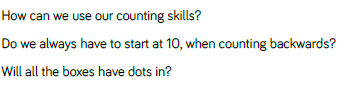 How can we use our counting skills?
Do we always have to start at 10, when counting backwards?
Will all the boxes have dots in?